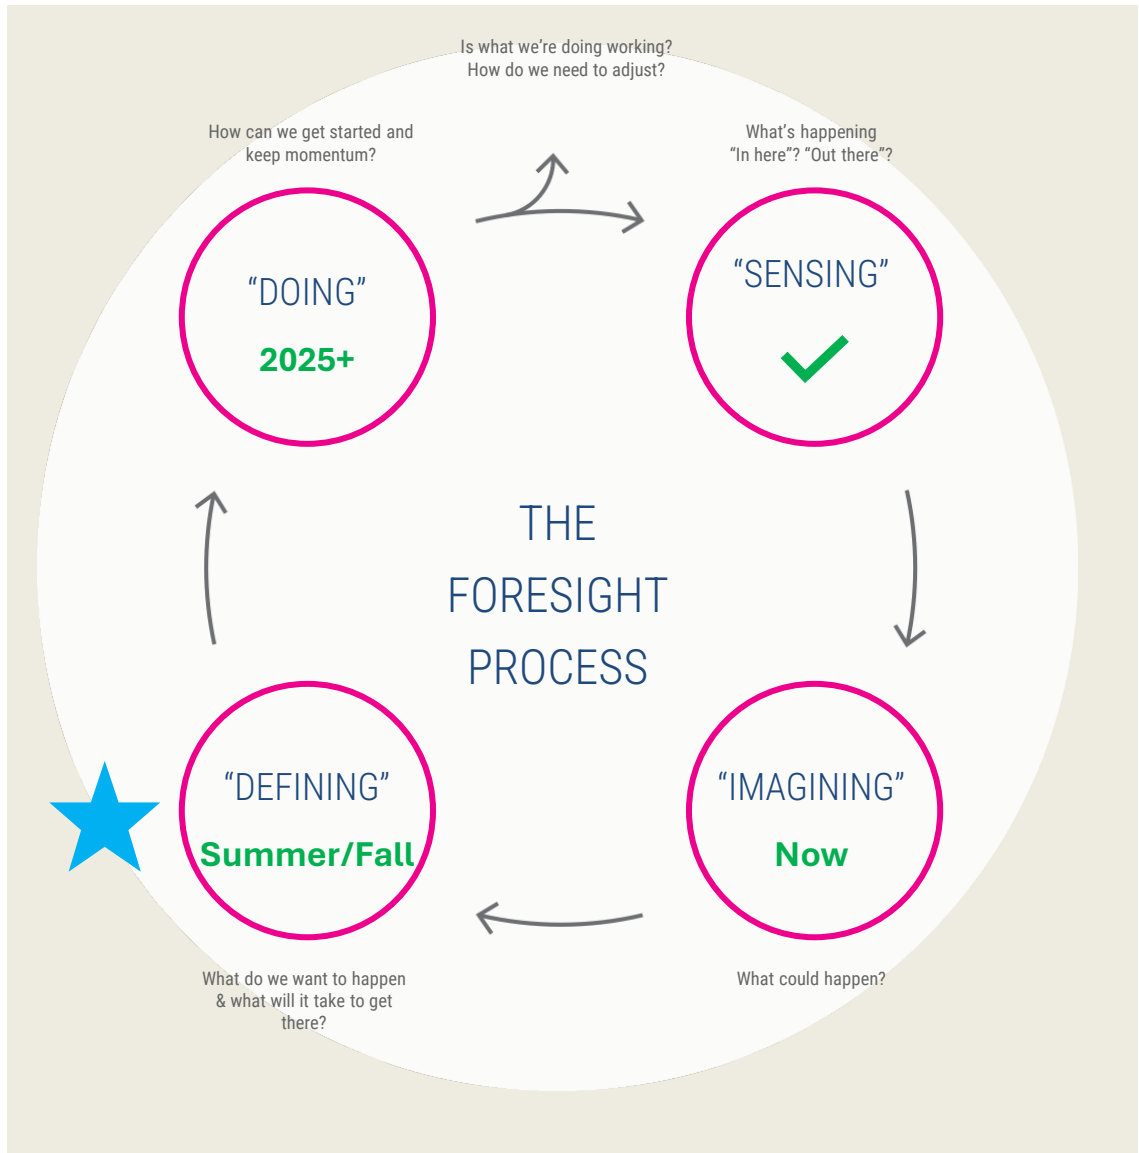 Is what we're doing working?
How do we need to adjust?
How can we get started and
keep momentum?
What's happening
“In here”? “Out there”?
“DOING”
2025+
“SENSING”
THE
FORESIGHT
PROCESS
“DEFINING”
Summer/Fall
“IMAGINING”
Now
What do we want to happen
& what will it take to get
there?
What could happen?